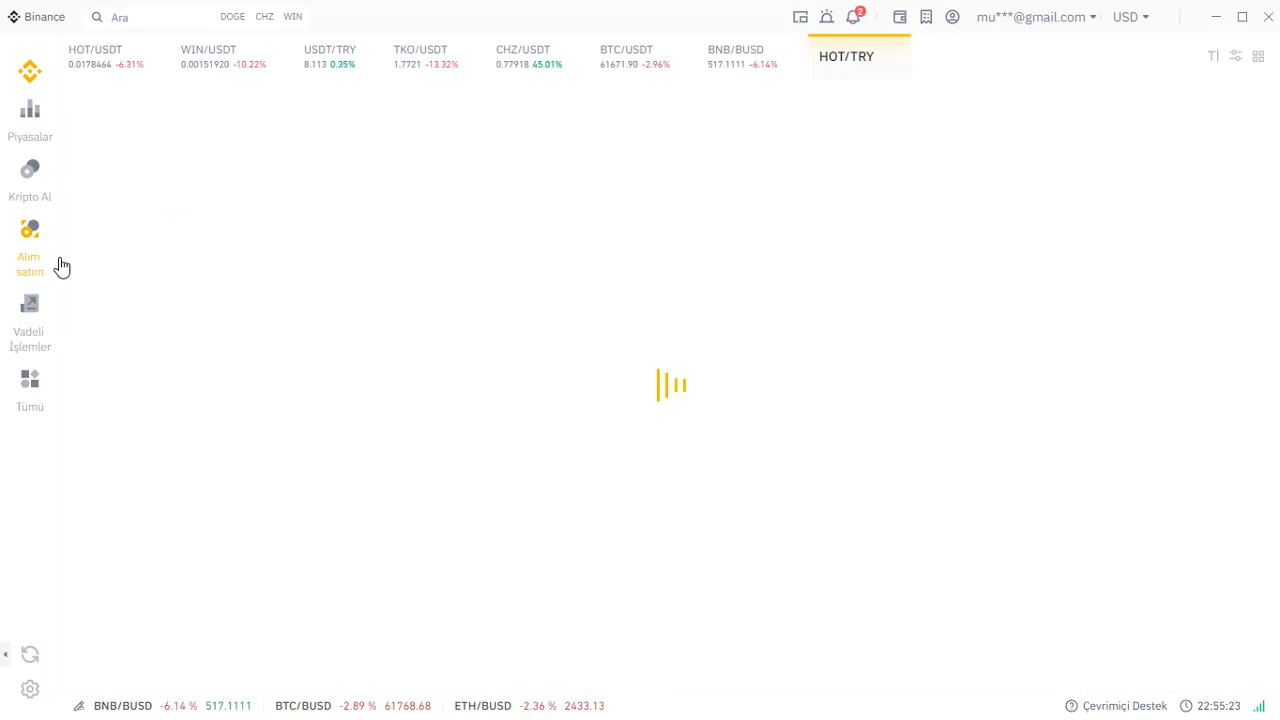 Binance
Ara
DOGE CHZ WIN
2
mu***@gmail.com
USD
HOT/USDT
0.0178464 -6.31%
WIN/USDT
0.00151920 -10.22%
USDT/TRY
8.113 0.35%
TKO/USDT
1.7721 -13.32%
CHZ/USDT
0.77918 45.01%
BTC/USDT
61671.90 -2.96%
BNB/BUSD
517.1111 -6.14%
HOT/TRY
Piyasalar
Kripto Al
Alım
satım
Vadeli
İşlemler
Tümü
BNB/BUSD -6.14 % 517.1111
BTC/BUSD -2.89 % 61768.68
ETH/BUSD -2.36 % 2433.13
Çevrimiçi Destek
22:55:23